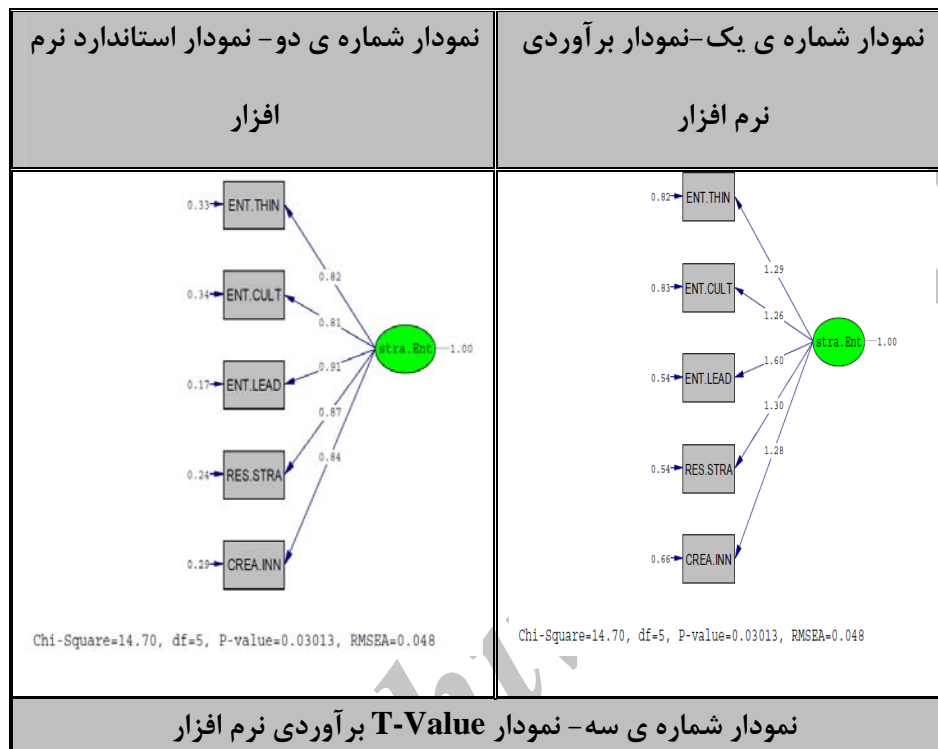 نمودار شماره ی یک-نمودار برآوردی
نرم افزار
نمودار شماره ی دو- نمودار استاندارد نرم
افزار
0.82 ENT.THIN
1.29
0.83 ENT.CULT
1.26
stra.Ent 1.00
0.54 ENT.LEAD
1.60
1.30
0.54 RES.STRA
1.28
0.66 CREA.INN
Chi-Square=14.70, df=5, P-value=0.03013, RMSEA=0.048
0.33 ENT.THIN
0.82
0.34 ENT.CULT
0.81
stra.Ent 1.00
0.17 ENT.LEAD
0.91
0.87
0.24 RES.STRA
0.84
0.29 CREA.INN
Chi-Square=14.70, df=5, P-value=0.03013, RMSEA=0.048
نمودار شماره ی سه- نمودار T-Value برآوردی نرم افزار